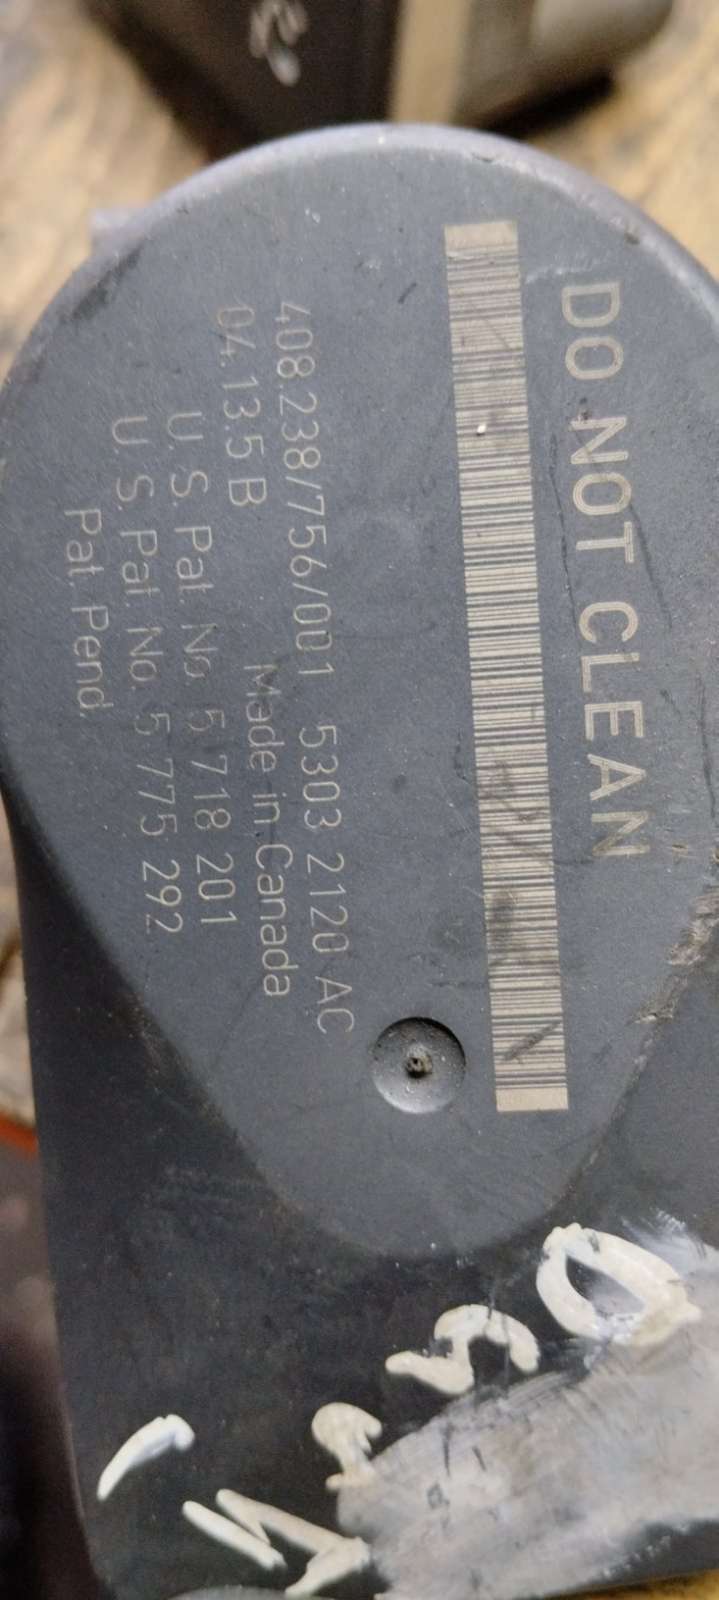 DO NOT CLEAN
408.238/756/001 5303 2120 AC
04.13.5 B Made in Canada
U.S. Pat. No 5 718 201
U.S. Pat. No. 5 775 292
Pat. Pend.